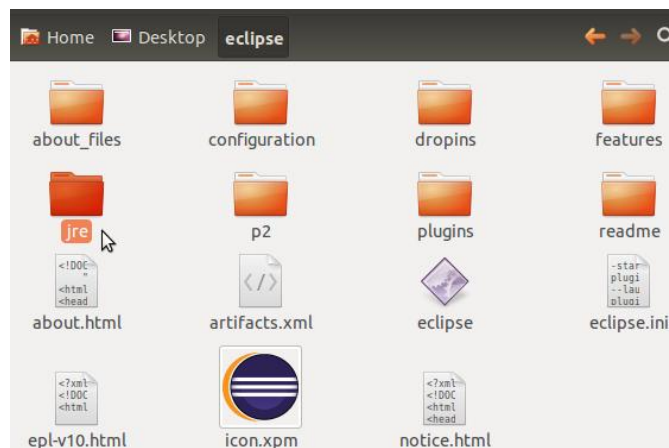 Home Desktop eclipse
about_files configuration dropins features
jre p2 plugins readme
<!DOC
"
<html
<head
-star
plugi
--lau
plugi
</>
about.html artifacts.xml eclipse eclipse.ini
<?xml
<!DOC
<html
<?xml
<!DOC
<html
<head
epl-v10.html icon.xpm notice.html